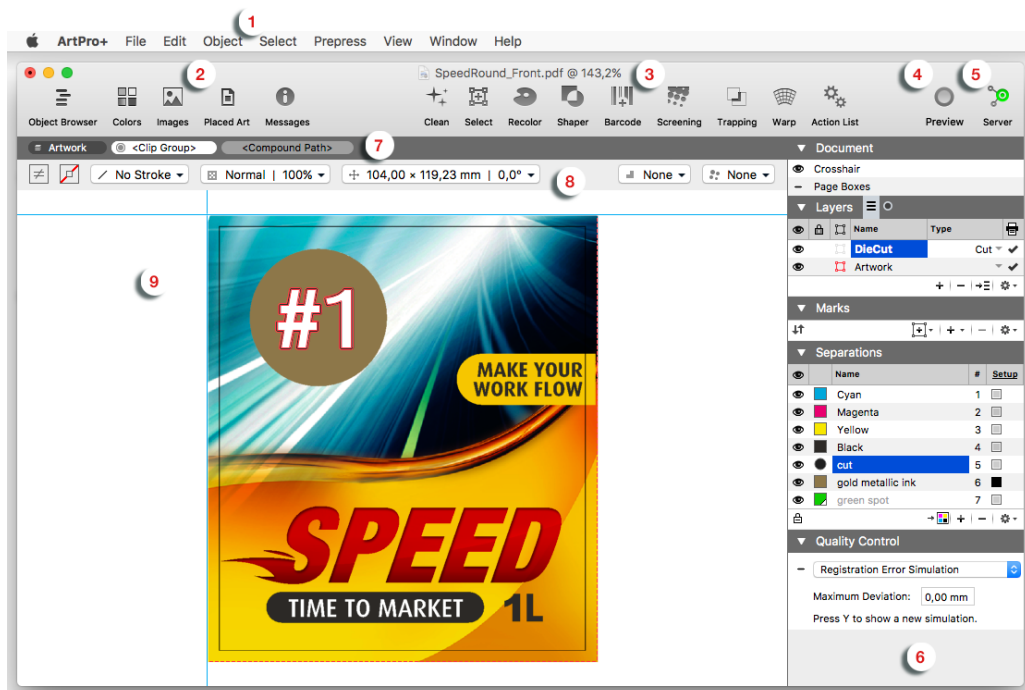 1
ArtPro+ File Edit Object Select Prepress View Window Help
2 3 4 5
SpeedRound_Front.pdf @ 143,2%
Object Browser Colors Images Placed Art Messages Clean Select Recolor Shaper Barcode Screening Trapping Warp Action List Preview Server
Artwork <Clip Group> <Compound Path> 7
No Stroke Normal | 100% 104,00 × 119,23 mm | 0,0° 8 None None
9
#1
MAKE YOUR
WORK FLOW
SPEED
TIME TO MARKET 1L
Document
Crosshair
Page Boxes
Layers
Name Type
DieCut Cut
Artwork
Marks
Separations
Name # Setup
Cyan 1
Magenta 2
Yellow 3
Black 4
cut 5
gold metallic ink 6
green spot 7
Quality Control
Registration Error Simulation
Maximum Deviation: 0,00 mm
Press Y to show a new simulation.
6